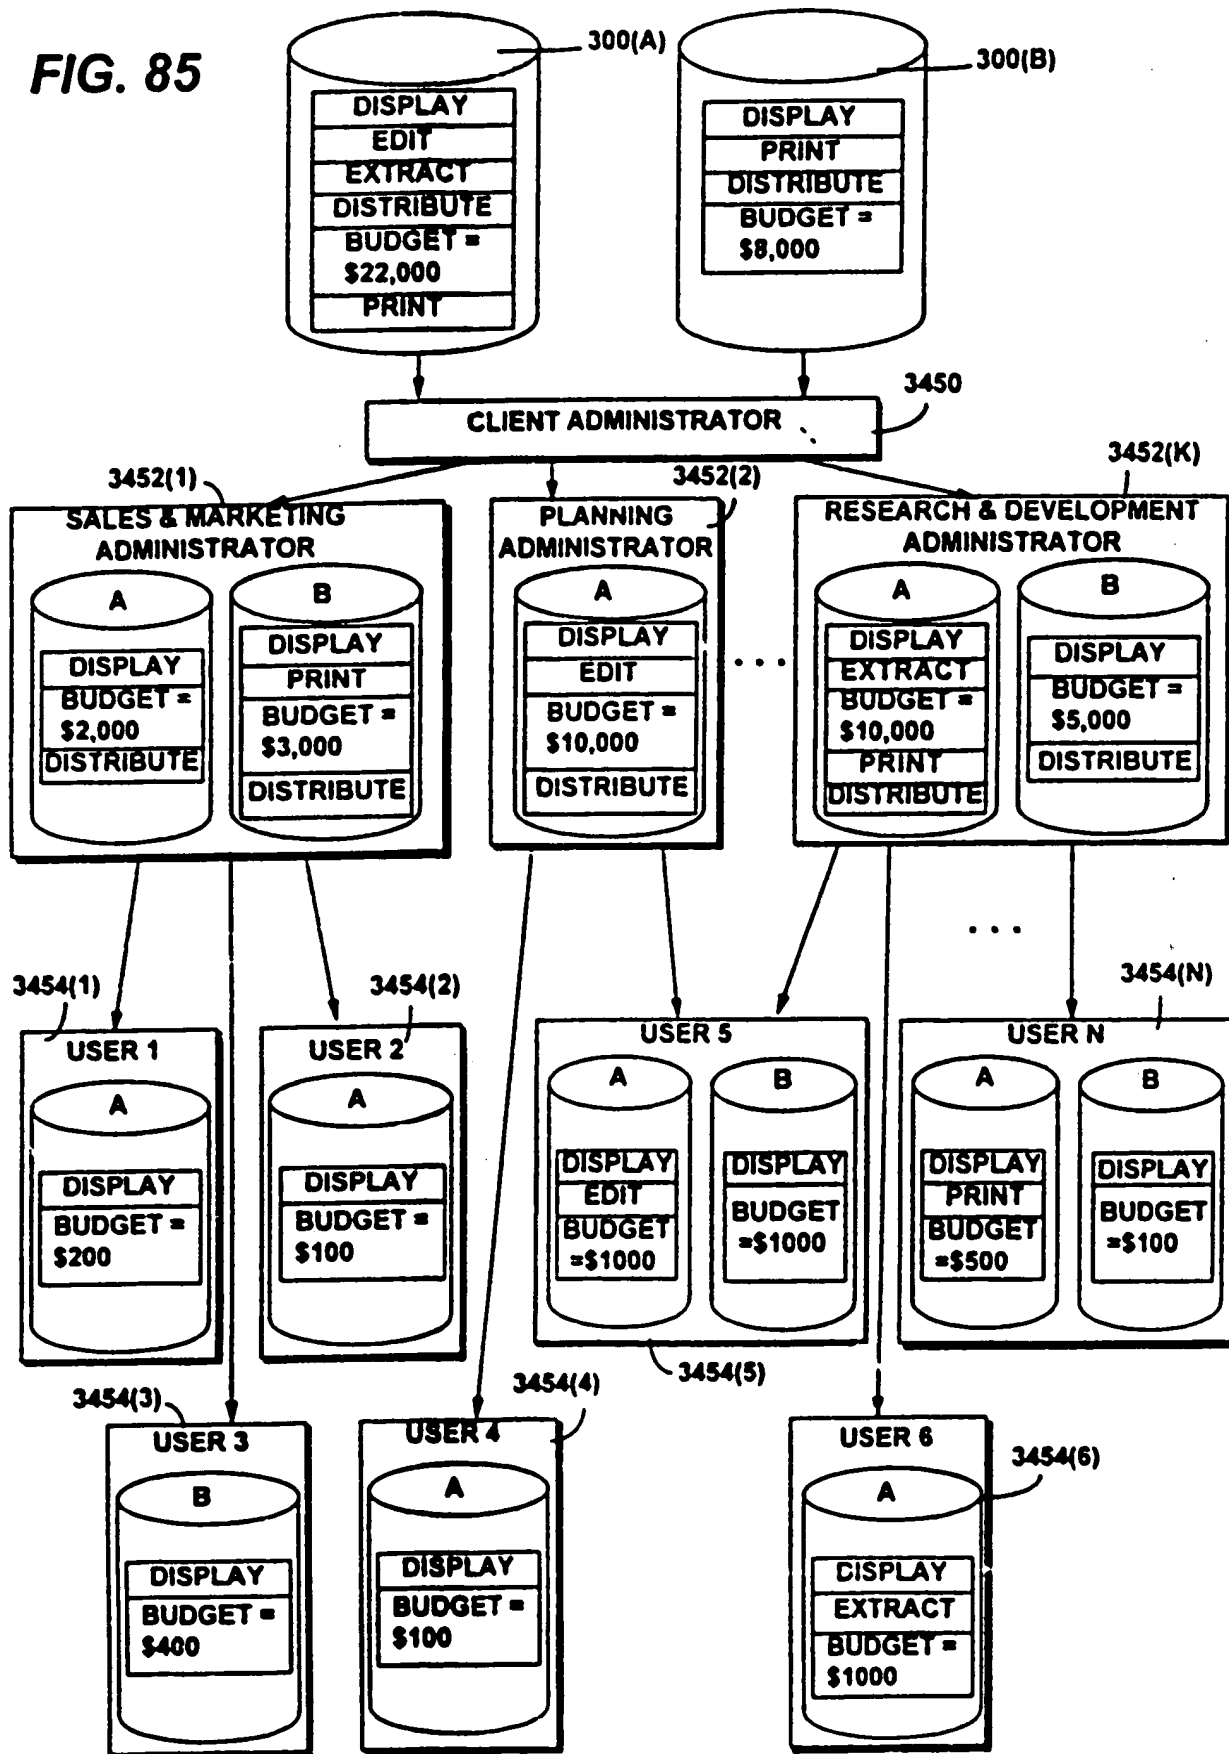 FIG. 85
300(A)
DISPLAY
EDIT
EXTRACT
DISTRIBUTE
BUDGET =
$22,000
PRINT
300(B)
DISPLAY
PRINT
DISTRIBUTE
BUDGET =
$8,000
CLIENT ADMINISTRATOR
3450
3452(1)
SALES & MARKETING
ADMINISTRATOR
A
DISPLAY
BUDGET =
$2,000
DISTRIBUTE
B
DISPLAY
PRINT
BUDGET =
$3,000
DISTRIBUTE
3452(2)
PLANNING
ADMINISTRATOR
A
DISPLAY
EDIT
BUDGET =
$10,000
DISTRIBUTE
. . .
3452(K)
RESEARCH & DEVELOPMENT
ADMINISTRATOR
A
DISPLAY
EXTRACT
BUDGET =
$10,000
PRINT
DISTRIBUTE
B
DISPLAY
BUDGET =
$5,000
DISTRIBUTE
. . .
3454(1)
USER 1
A
DISPLAY
BUDGET =
$200
3454(2)
USER 2
A
DISPLAY
BUDGET =
$100
USER 5
A
DISPLAY
EDIT
BUDGET
=$1000
B
DISPLAY
BUDGET
=$1000
3454(5)
3454(N)
USER N
A
DISPLAY
PRINT
BUDGET
=$500
B
DISPLAY
BUDGET
=$100
3454(3)
USER 3
B
DISPLAY
BUDGET =
$400
3454(4)
USER 4
A
DISPLAY
BUDGET =
$100
USER 6
3454(6)
A
DISPLAY
EXTRACT
BUDGET =
$1000